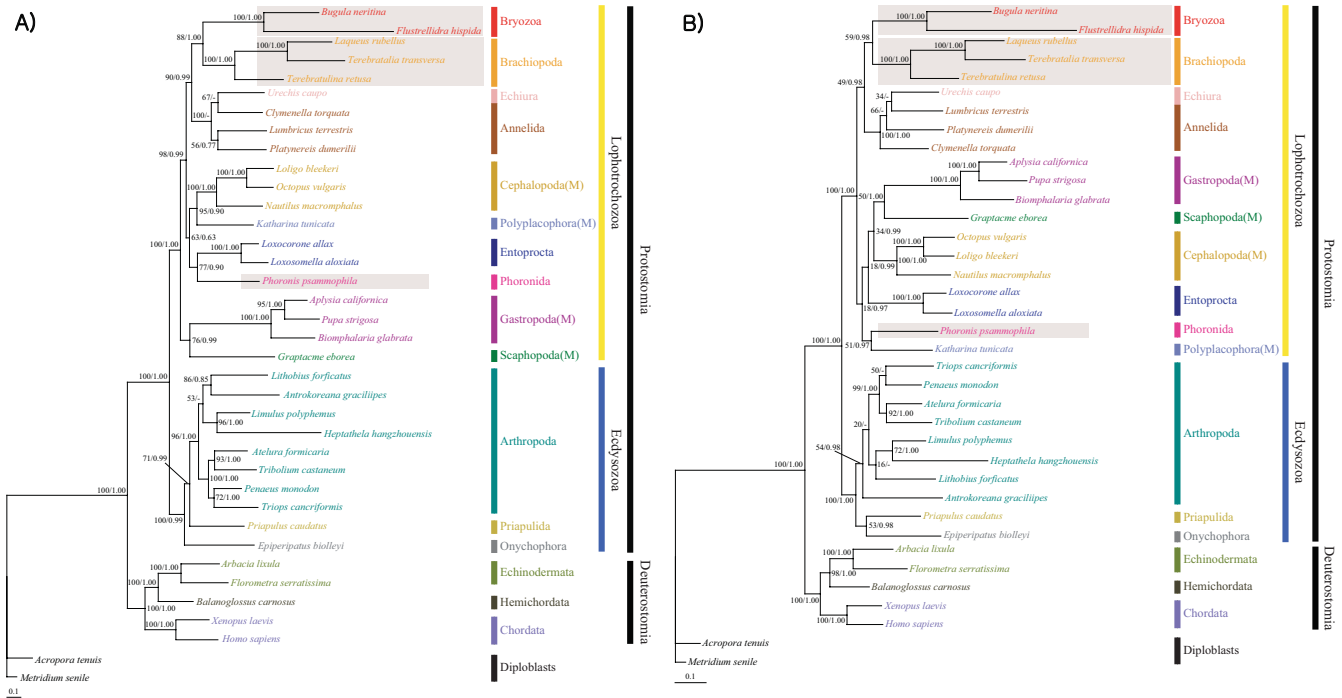 A)
Bugula neritina
Flustrellidra hispida
Laqueus rubellus
Terebratalia transversa
Terebratulina retusa
Urechis caupo
Clymenella torquata
Lumbricus terrestris
Platynereis dumerilii
Loligo bleekeri
Octopus vulgaris
Nautilus macromphalus
Katharina tunicata
Loxocorone allax
Loxosomella aloxiata
Phoronis psammophila
Aplysia californica
Pupa strigosa
Biomphalaria glabrata
Graptacme eborea
Lithobius forficatus
Antrokoreana graciliipes
Limulus polyphemus
Heptathela hangzhouensis
Atelura formicaria
Tribolium castaneum
Penaeus monodon
Triops cancriformis
Priapulus caudatus
Epiperipatus biolleyi
Arbacia lixula
Florometra serratissima
Balanoglossus carnosus
Xenopus laevis
Homo sapiens
Acropora tenuis
Metridium senile
0.1
100/1.00
88/1.00
100/1.00
100/1.00
90/0.99
67/-
100/-
56/0.77
98/0.99
100/1.00
100/1.00
95/0.90
63/0.63
100/1.00
77/0.90
100/1.00
95/1.00
100/1.00
76/0.99
100/1.00
86/0.85
53/-
96/1.00
96/1.00
71/0.99
93/1.00
100/1.00
72/1.00
100/1.00
100/0.99
100/1.00
100/1.00
100/1.00
100/1.00
Bryozoa
Brachiopoda
Echiura
Annelida
Cephalopoda(M)
Polyplacophora(M)
Entoprocta
Phoronida
Gastropoda(M)
Scaphopoda(M)
Arthropoda
Priapulida
Onychophora
Echinodermata
Hemichordata
Chordata
Diploblasts
Lophotrochozoa
Ecdysozoa
Protostomia
Deuterostomia
B)
Bugula neritina
Flustrellidra hispida
Laqueus rubellus
Terebratalia transversa
Terebratulina retusa
Urechis caupo
Lumbricus terrestris
Platynereis dumerilii
Clymenella torquata
Aplysia californica
Pupa strigosa
Biomphalaria glabrata
Graptacme eborea
Octopus vulgaris
Loligo bleekeri
Nautilus macromphalus
Loxocorone allax
Loxosomella aloxiata
Phoronis psammophila
Katharina tunicata
Triops cancriformis
Penaeus monodon
Atelura formicaria
Tribolium castaneum
Limulus polyphemus
Heptathela hangzhouensis
Lithobius forficatus
Antrokoreana graciliipes
Priapulus caudatus
Epiperipatus biolleyi
Arbacia lixula
Florometra serratissima
Balanoglossus carnosus
Xenopus laevis
Homo sapiens
Acropora tenuis
Metridium senile
0.1
100/1.00
59/0.98
100/1.00
100/1.00
49/0.98
34/-
66/-
100/1.00
100/1.00
100/1.00
100/1.00
50/1.00
34/0.99
100/1.00
100/1.00
18/0.99
18/0.97
100/1.00
100/1.00
51/0.97
50/-
99/1.00
92/1.00
20/-
54/0.98
72/1.00
16/-
100/1.00
100/1.00
53/0.98
100/1.00
98/1.00
100/1.00
100/1.00
Bryozoa
Brachiopoda
Echiura
Annelida
Gastropoda(M)
Scaphopoda(M)
Cephalopoda(M)
Entoprocta
Phoronida
Polyplacophora(M)
Arthropoda
Priapulida
Onychophora
Echinodermata
Hemichordata
Chordata
Diploblasts
Lophotrochozoa
Ecdysozoa
Protostomia
Deuterostomia